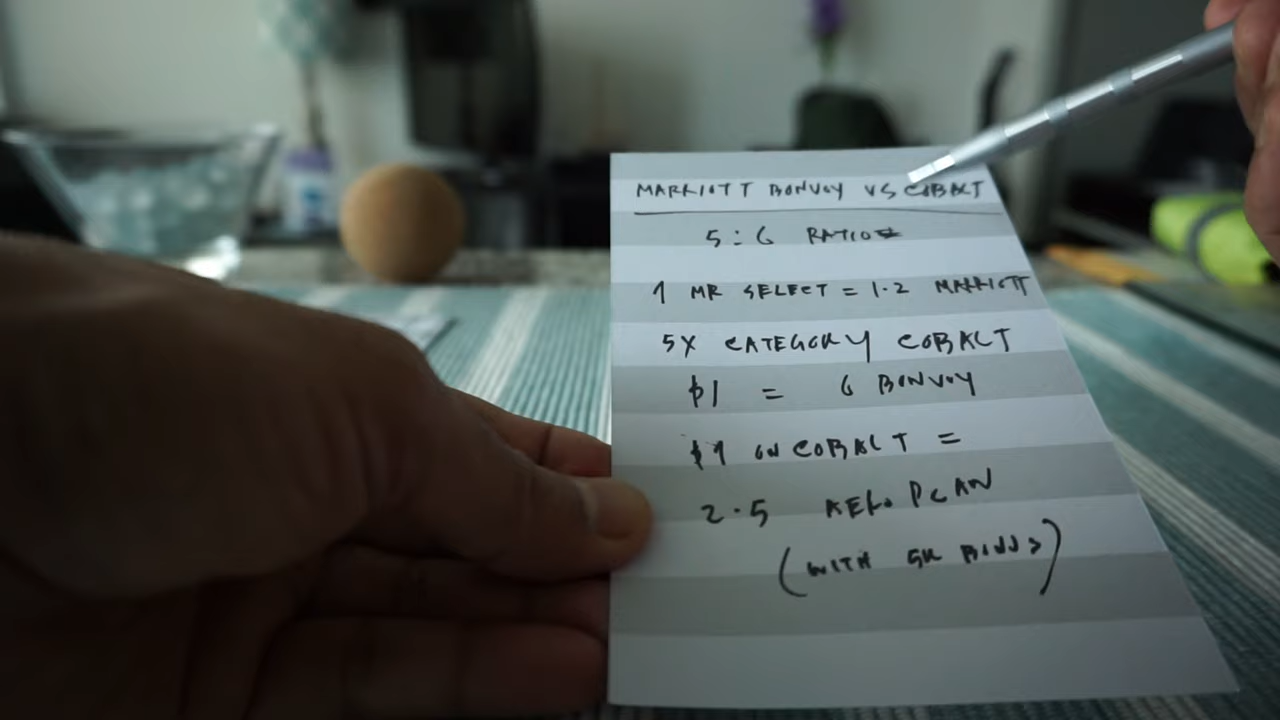 MARRIOTT BONVOY VS COBALT
5:6 RATIO
1 MR SELECT = 1.2 MARRIOTT
5X CATEGORY COBALT
$1 = 6 BONVOY
$1 ON COBALT =
2.5 AEROPLAN
(WITH 5K